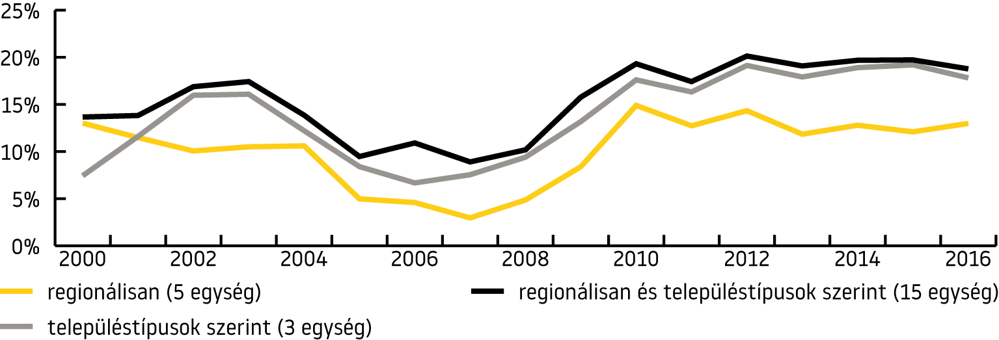 25%
20%
15%
10%
5%
0%
2000 2002 2004 2006 2008 2010 2012 2014 2016
regionálisan (5 egység)
regionálisan és településtípusok szerint (15 egység)
településtípusok szerint (3 egység)